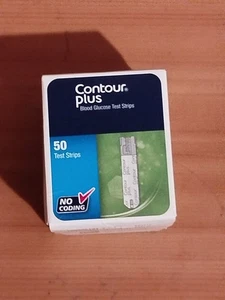 Contour®
plus
Blood Glucose Test Strips
50
Test Strips
NO
CODING